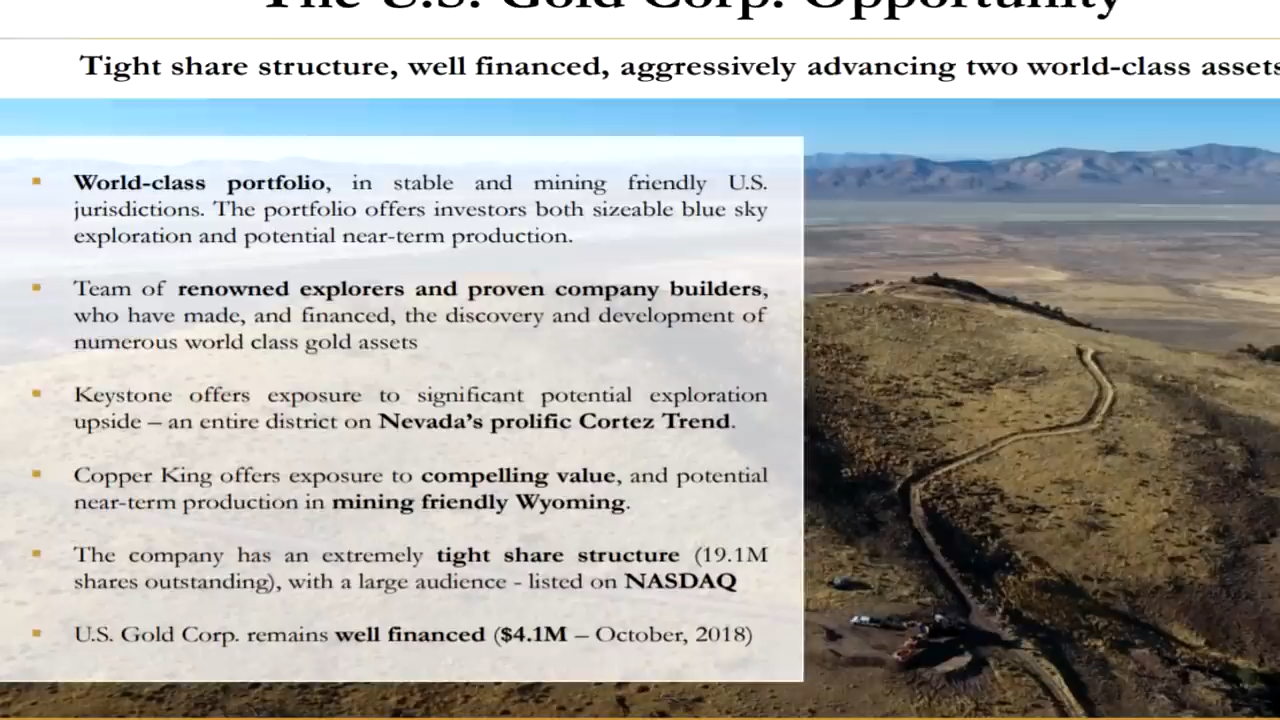 The U.S. Gold Corp. Opportunity
Tight share structure, well financed, aggressively advancing two world-class assets
World-class portfolio, in stable and mining friendly U.S.
jurisdictions. The portfolio offers investors both sizeable blue sky
exploration and potential near-term production.
Team of renowned explorers and proven company builders,
who have made, and financed, the discovery and development of
numerous world class gold assets
Keystone offers exposure to significant potential exploration
upside – an entire district on Nevada's prolific Cortez Trend.
Copper King offers exposure to compelling value, and potential
near-term production in mining friendly Wyoming.
The company has an extremely tight share structure (19.1M
shares outstanding), with a large audience - listed on NASDAQ
U.S. Gold Corp. remains well financed ($4.1M – October, 2018)